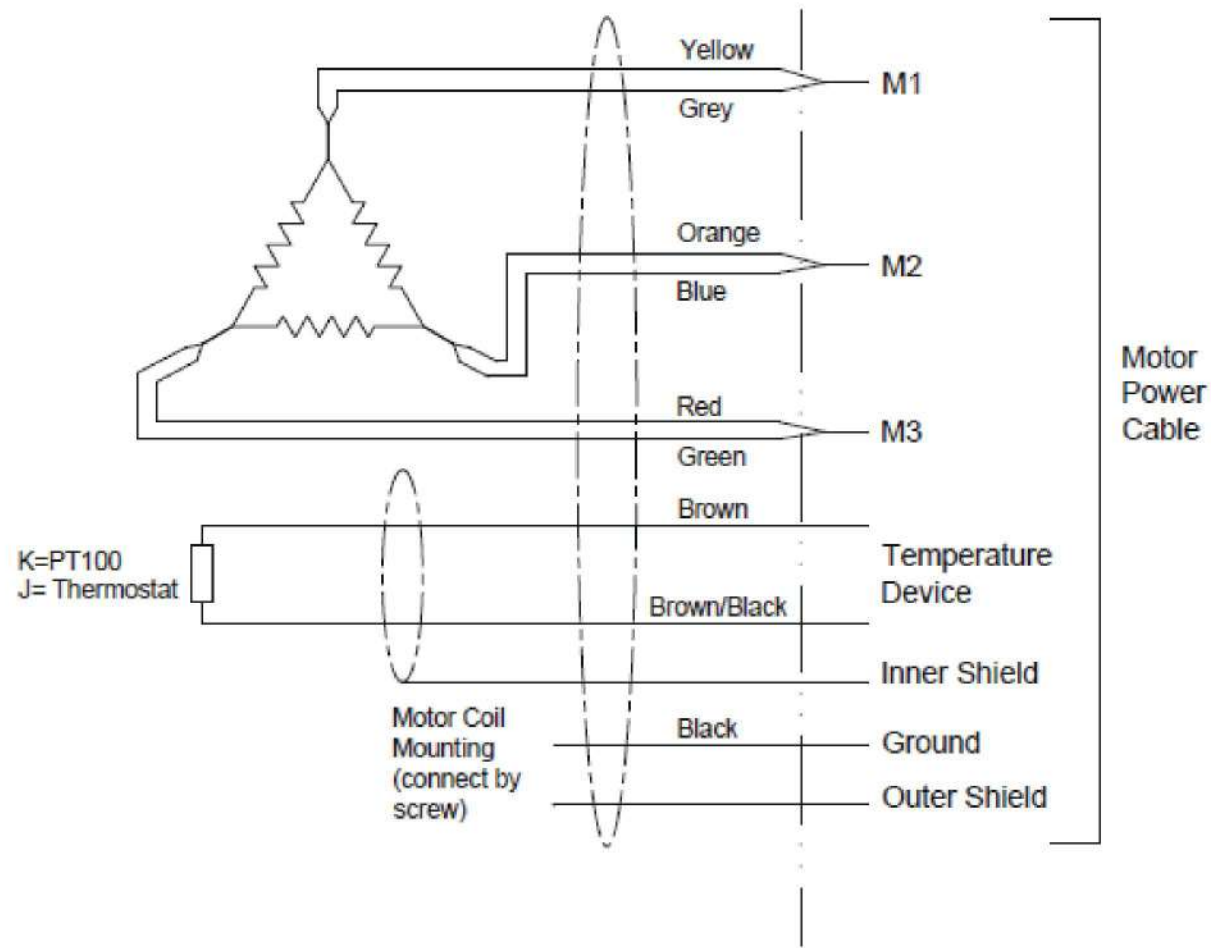 Yellow
M1
Grey
Orange
M2
Blue
Red
M3
Green
Motor
Power
Cable
Brown
K=PT100
J= Thermostat
Temperature
Device
Brown/Black
Inner Shield
Motor Coil
Mounting
(connect by
screw)
Black
Ground
Outer Shield